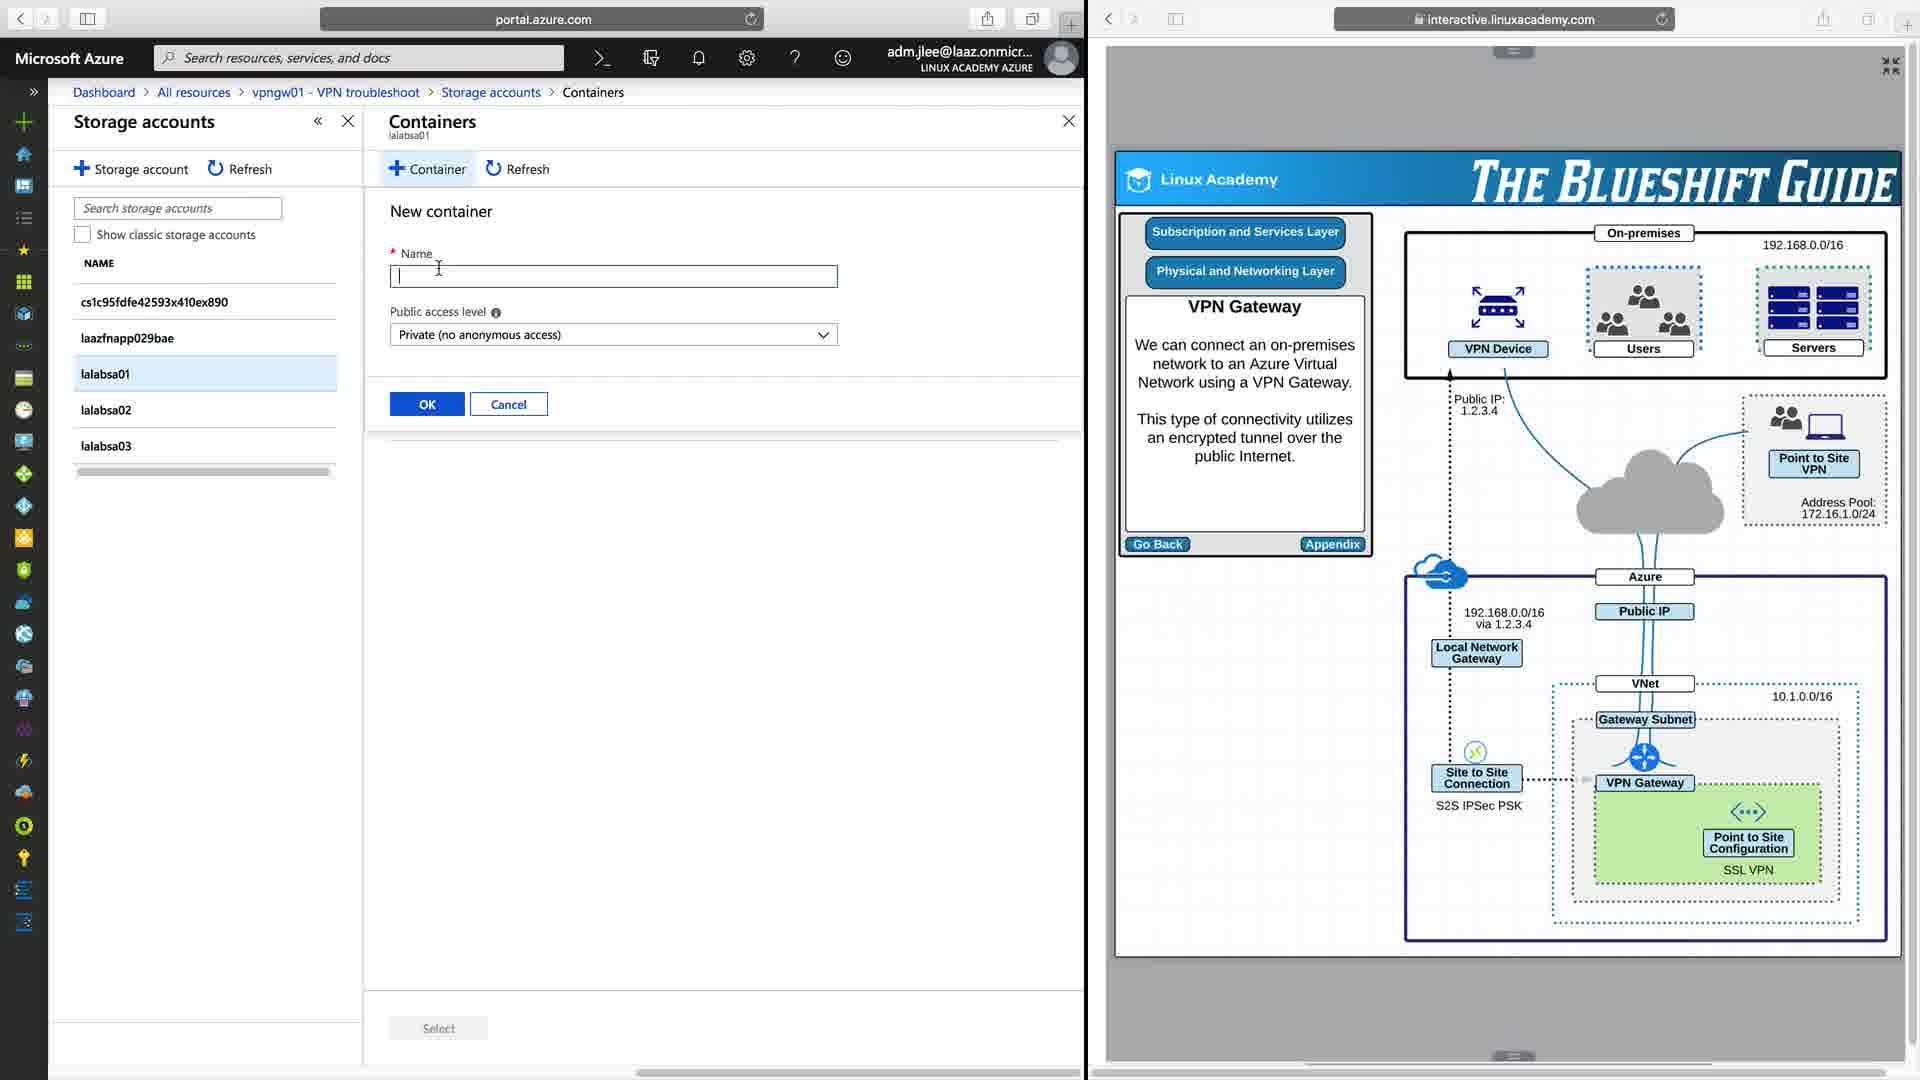 portal.azure.com
Microsoft Azure
Search resources, services, and docs
adm.jlee@laaz.onmicr...
LINUX ACADEMY AZURE
Dashboard > All resources > vpngw01 - VPN troubleshoot > Storage accounts > Containers
Storage accounts
Storage account
Refresh
Search storage accounts
Show classic storage accounts
NAME
cs1c95fdfe42593x410ex890
laazfnapp029bae
lalabsa01
lalabsa02
lalabsa03
Containers
lalabsa01
Container
Refresh
New container
* Name
Public access level
Private (no anonymous access)
OK
Cancel
Select
interactive.linuxacademy.com
Linux Academy
THE BLUESHIFT GUIDE
Subscription and Services Layer
Physical and Networking Layer
VPN Gateway
We can connect an on-premises
network to an Azure Virtual
Network using a VPN Gateway.
This type of connectivity utilizes
an encrypted tunnel over the
public Internet.
Go Back
Appendix
On-premises
192.168.0.0/16
VPN Device
Users
Servers
Public IP:
1.2.3.4
Point to Site
VPN
Address Pool:
172.16.1.0/24
Azure
Public IP
192.168.0.0/16
via 1.2.3.4
Local Network
Gateway
VNet
10.1.0.0/16
Gateway Subnet
Site to Site
Connection
S2S IPSec PSK
VPN Gateway
Point to Site
Configuration
SSL VPN